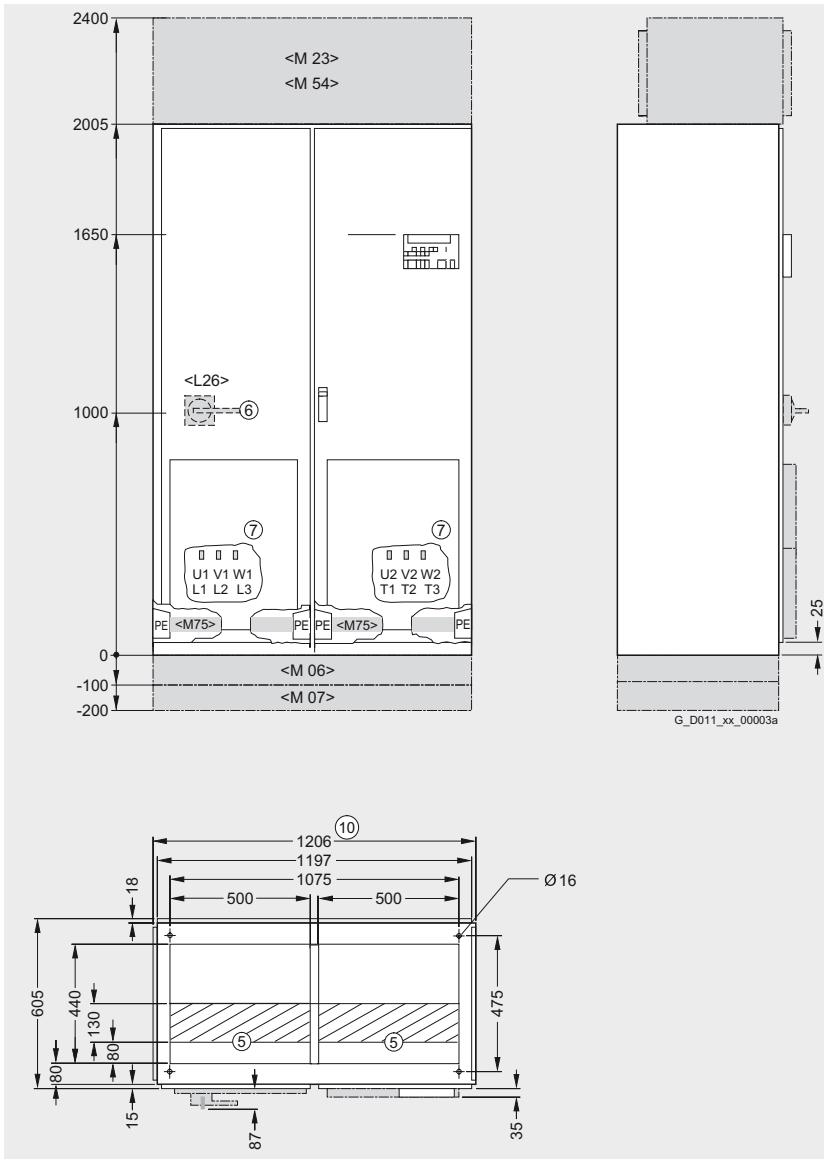 2400
<M 23>
<M 54>
2005
1650
<L26>
1000
6
7
7
U1 V1 W1
L1 L2 L3
U2 V2 W2
T1 T2 T3
PE <M75> PE PE <M75> PE
25
0
<M 06>
-100
<M 07>
-200
G_D011_xx_00003a
10
1206
1197
18
1075
Ø 16
500
500
605
440
130
475
80
5
5
80
15
87
35